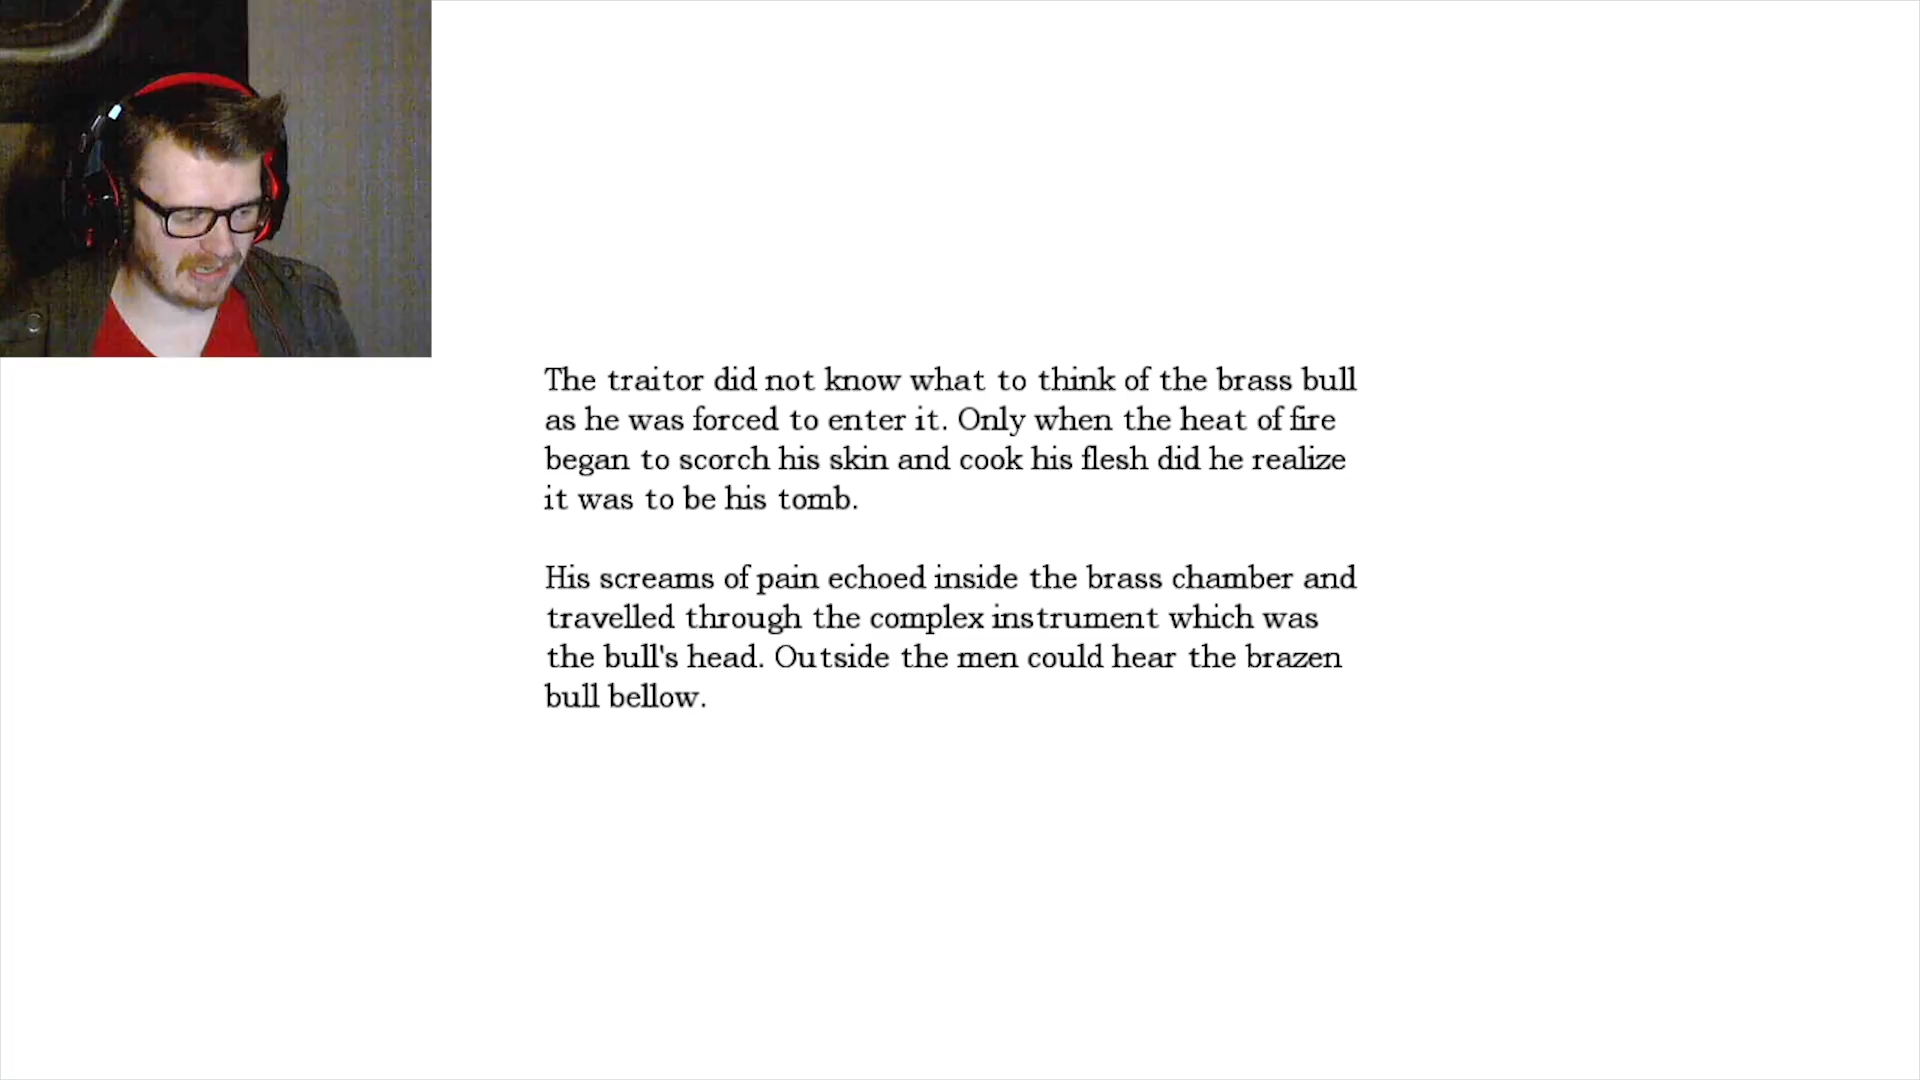 The traitor did not know what to think of the brass bull
as he was forced to enter it. Only when the heat of fire
began to scorch his skin and cook his flesh did he realize
it was to be his tomb.
His screams of pain echoed inside the brass chamber and
travelled through the complex instrument which was
the bull's head. Outside the men could hear the brazen
bull bellow.